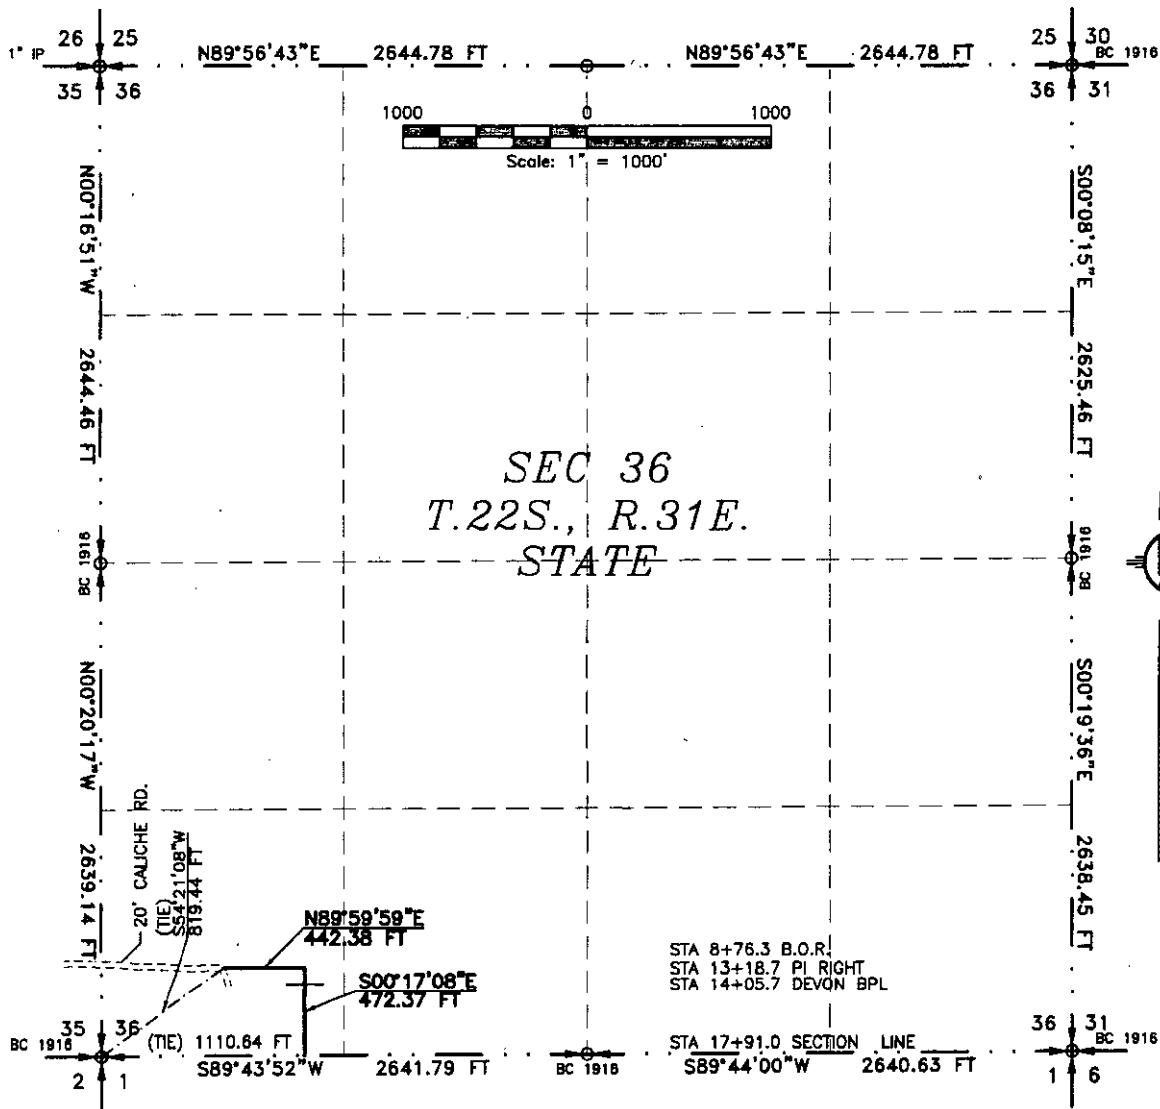 26 25
1" IP
35 36
N89°56'43"E 2644.78 FT
N89°56'43"E 2644.78 FT
25 30
BC 1916
36 31
1000 0 1000
Scale: 1" = 1000'
N00°16'51"W 2644.46 FT
S00°08'15"E 2625.46 FT
SEC 36
T.22S., R.31E.
STATE
BC 1916
BC 1916
N00°20'17"W 2639.14 FT
S00°19'36"E 2638.45 FT
20' CALICHE RD.
(TIE)
S54°21'08"W
819.44 FT
N89°59'59"E
442.38 FT
S00°17'08"E
472.37 FT
STA 8+76.3 B.O.R.
STA 13+18.7 PI RIGHT
STA 14+05.7 DEVON BPL
STA 17+91.0 SECTION LINE
35 36
BC 1916
2 1
(TIE) 1110.64 FT
S89°43'52"W 2641.79 FT
BC 1916
S89°44'00"W 2640.63 FT
36 31
BC 1916
1 6